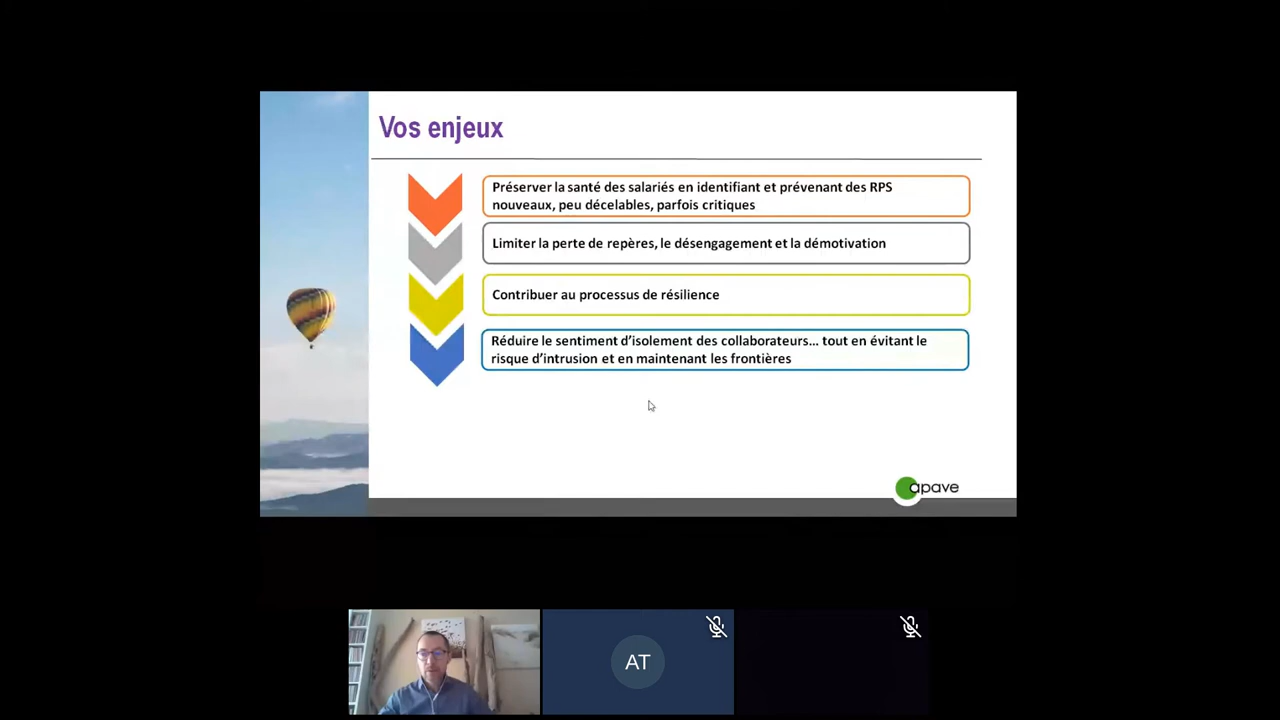 Vos enjeux
Préserver la santé des salariés en identifiant et prévenant des RPS
nouveaux, peu décelables, parfois critiques
Limiter la perte de repères, le désengagement et la démotivation
Contribuer au processus de résilience
Réduire le sentiment d’isolement des collaborateurs... tout en évitant le
risque d’intrusion et en maintenant les frontières
apave
AT